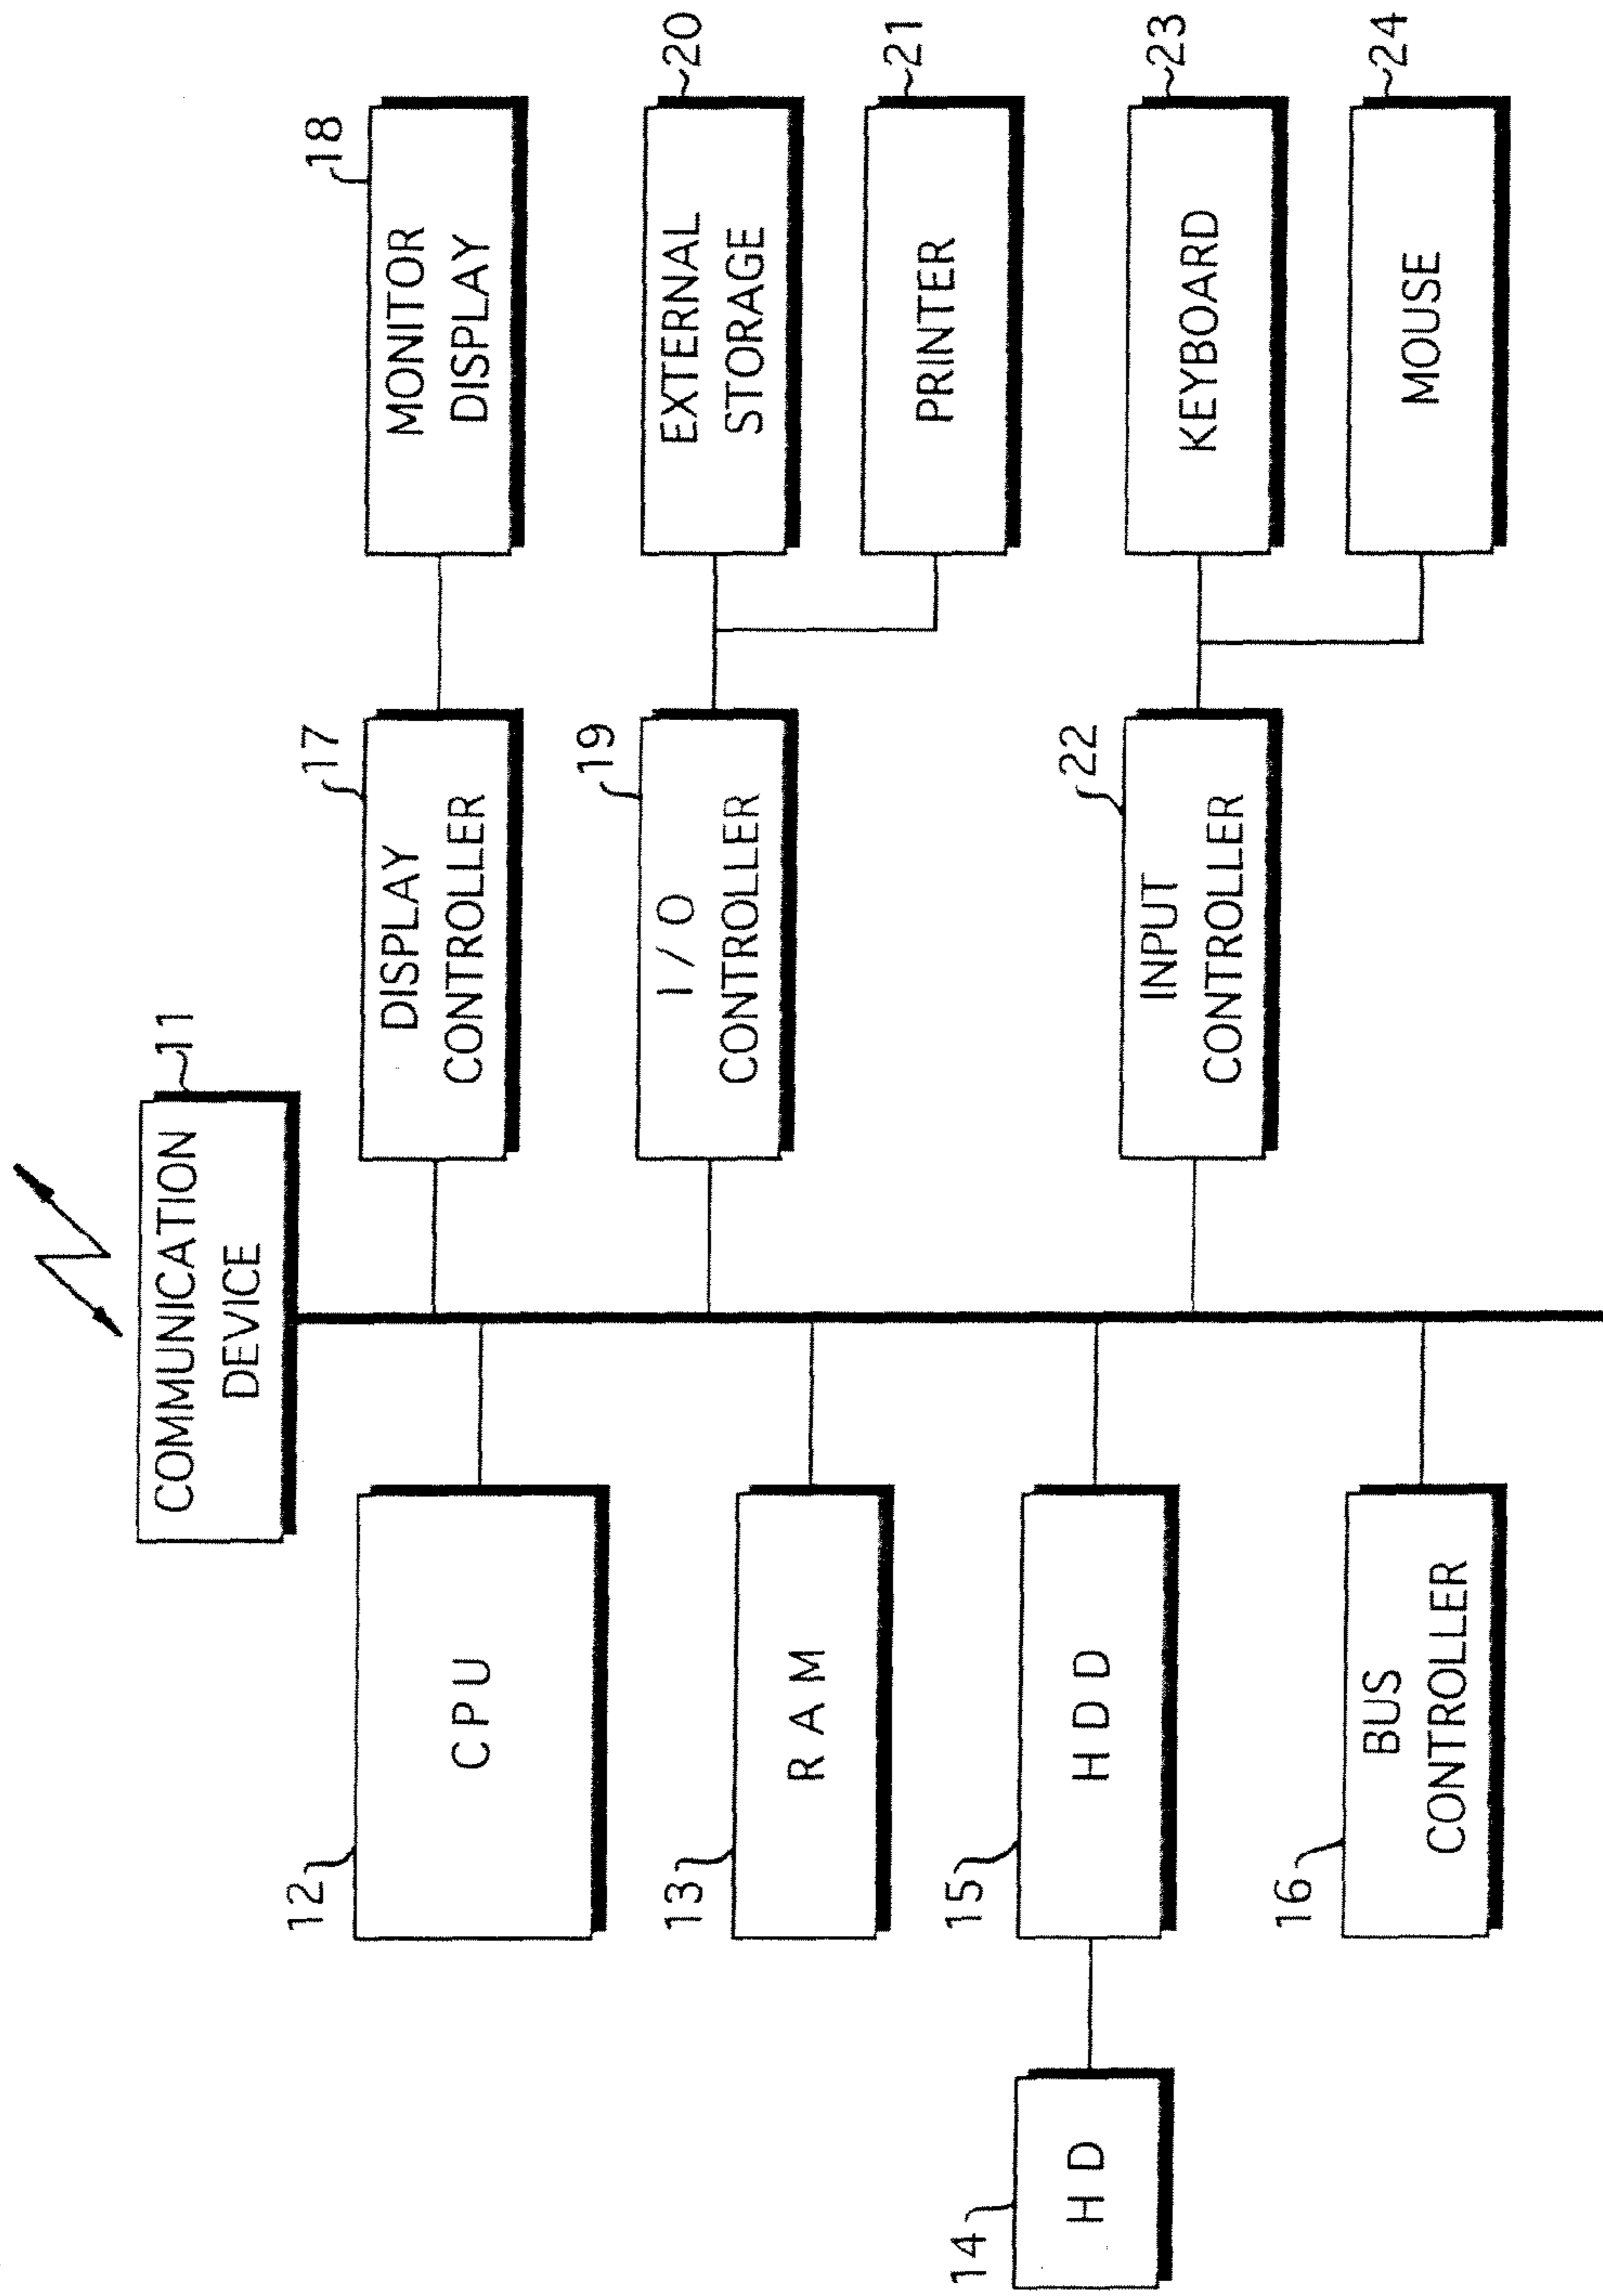 COMMUNICATION
DEVICE
11
12
CPU
17
DISPLAY
CONTROLLER
18
MONITOR
DISPLAY
13
RAM
19
I/O
CONTROLLER
EXTERNAL
STORAGE
20
PRINTER
21
14
HD
15
HDD
22
INPUT
CONTROLLER
KEYBOARD
23
16
BUS
CONTROLLER
MOUSE
24